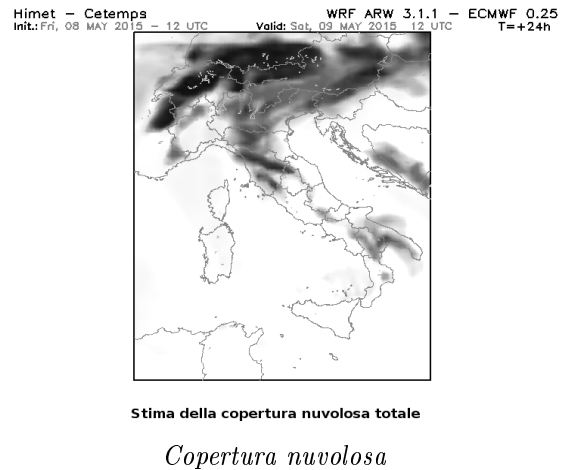 Himet – Cetemps WRF ARW 3.1.1 – ECMWF 0.25
Init.: Fri, 08 MAY 2015 – 12 UTC Valid: Sat, 09 MAY 2015 12 UTC T=+24h
Stima della copertura nuvolosa totale
Copertura nuvolosa